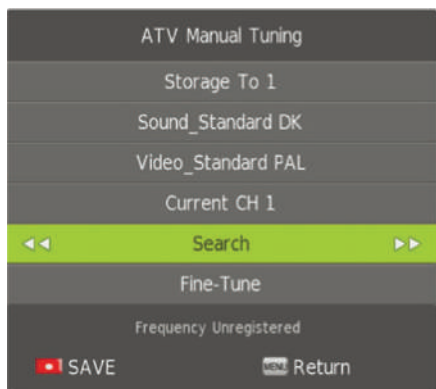 ATV Manual Tuning
Storage To 1
Sound_Standard DK
Video_Standard PAL
Current CH 1
Search
Fine-Tune
Frequency Unregistered
SAVE MENU Return